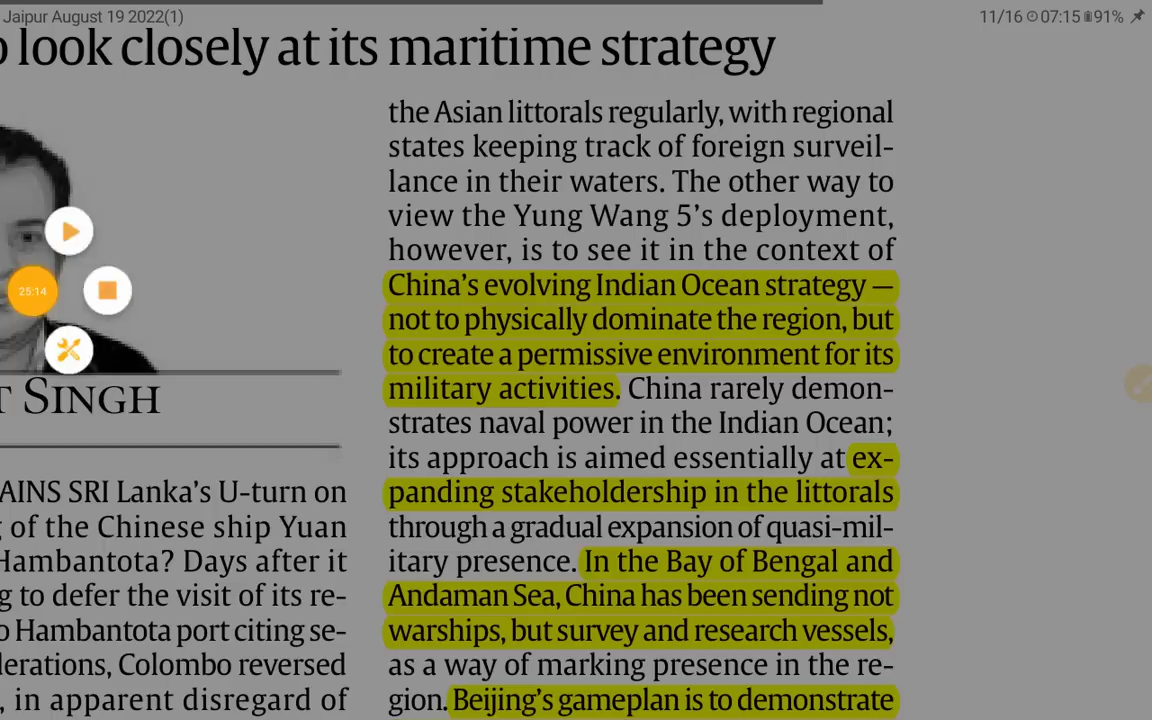 Jaipur August 19 2022(1)
11/16 07:15 91%
look closely at its maritime strategy
25:14
SINGH
AINS SRI Lanka's U-turn on
of the Chinese ship Yuan
Hambantota? Days after it
to defer the visit of its re-
Hambantota port citing se-
derations, Colombo reversed
, in apparent disregard of
the Asian littorals regularly, with regional
states keeping track of foreign surveil-
lance in their waters. The other way to
view the Yung Wang 5's deployment,
however, is to see it in the context of
China's evolving Indian Ocean strategy —
not to physically dominate the region, but
to create a permissive environment for its
military activities. China rarely demon-
strates naval power in the Indian Ocean;
its approach is aimed essentially at ex-
panding stakeholdership in the littorals
through a gradual expansion of quasi-mil-
itary presence. In the Bay of Bengal and
Andaman Sea, China has been sending not
warships, but survey and research vessels,
as a way of marking presence in the re-
gion. Beijing's gameplan is to demonstrate